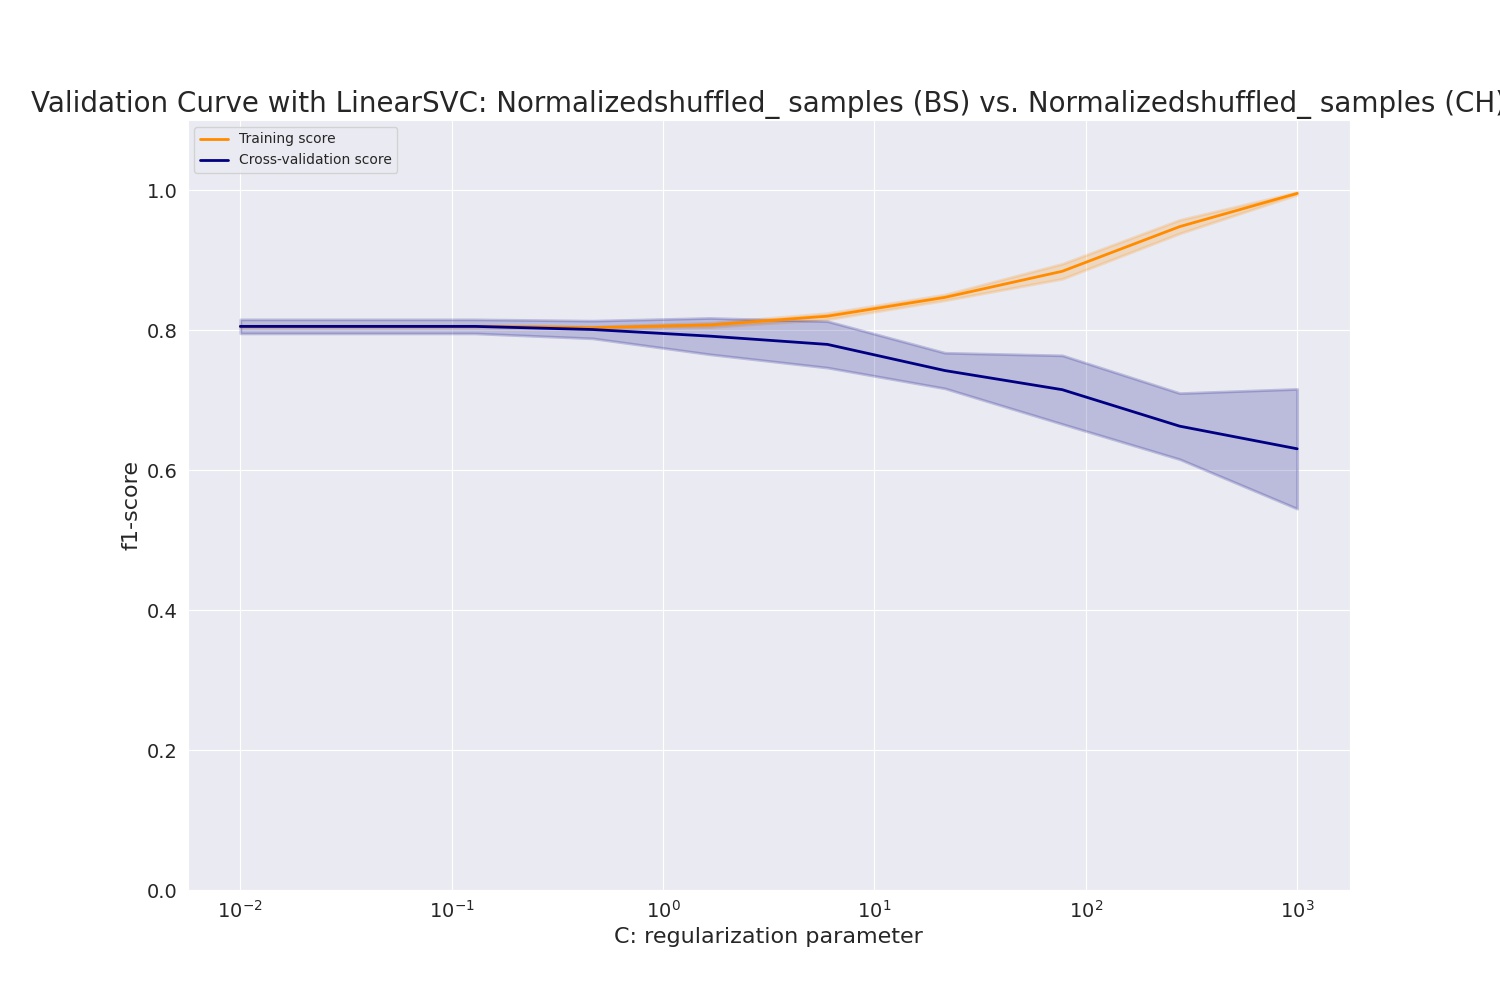 Validation Curve with LinearSVC: Normalizedshuffled_ samples (BS) vs. Normalizedshuffled_ samples (CH)
Training score
Cross-validation score
1.0
0.8
0.6
0.4
0.2
0.0
f1-score
10⁻² 10⁻¹ 10⁰ 10¹ 10² 10³
C: regularization parameter